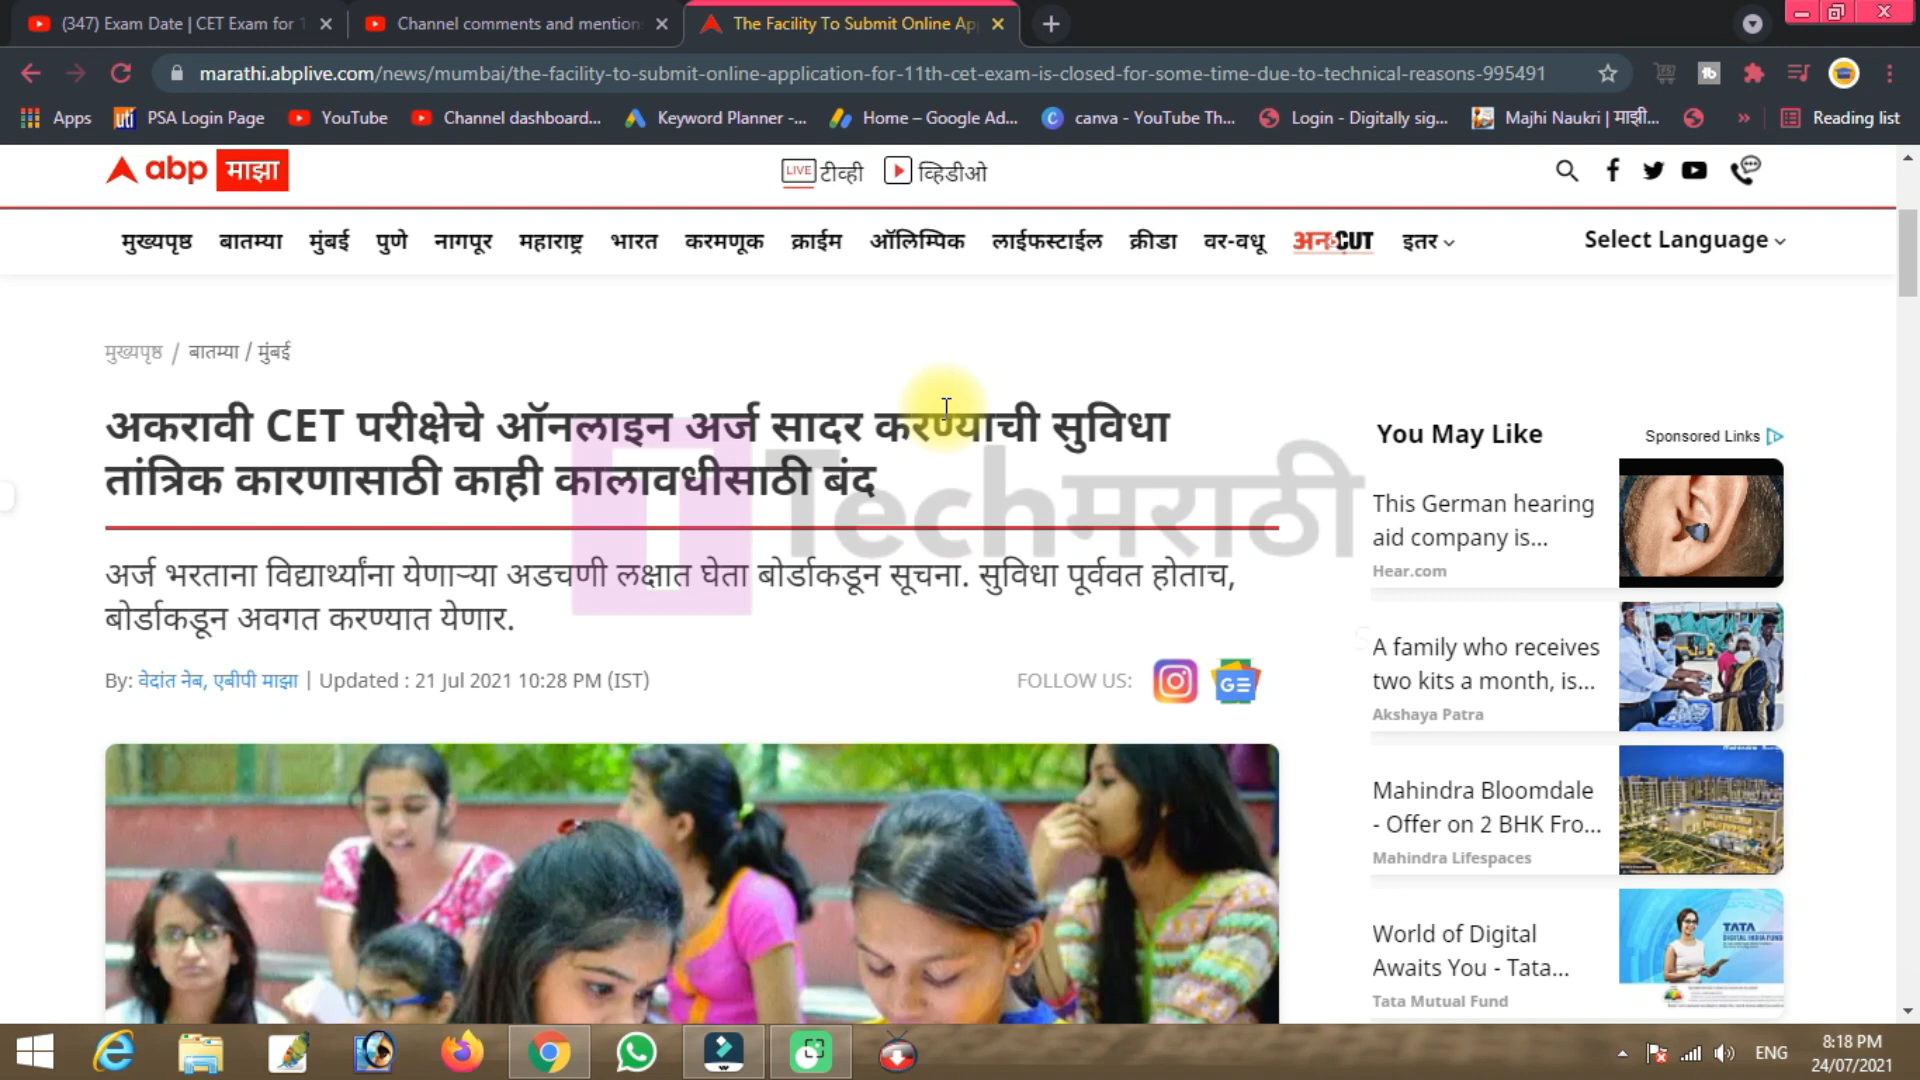 (347) Exam Date | CET Exam for 1
Channel comments and mention
The Facility To Submit Online Ap
marathi.abplive.com/news/mumbai/the-facility-to-submit-online-application-for-11th-cet-exam-is-closed-for-some-time-due-to-technical-reasons-995491
Apps
uti PSA Login Page
YouTube
Channel dashboard...
Keyword Planner -...
Home – Google Ad...
canva - YouTube Th...
Login - Digitally sig...
Majhi Naukri | माझी...
Reading list
abp माझा
LIVE टीव्ही
व्हिडीओ
मुख्यपृष्ठ बातम्या मुंबई पुणे नागपूर महाराष्ट्र भारत करमणूक क्राईम ऑलिम्पिक लाईफस्टाईल क्रीडा वर-वधू अनCUT इतर
Select Language
मुख्यपृष्ठ / बातम्या / मुंबई
अकरावी CET परीक्षेचे ऑनलाइन अर्ज सादर करण्याची सुविधा
तांत्रिक कारणासाठी काही कालावधीसाठी बंद
Techमराठी
अर्ज भरताना विद्यार्थ्यांना येणाऱ्या अडचणी लक्षात घेता बोर्डाकडून सूचना. सुविधा पूर्ववत होताच,
बोर्डाकडून अवगत करण्यात येणार.
By: वेदांत नेब, एबीपी माझा | Updated : 21 Jul 2021 10:28 PM (IST)
FOLLOW US:
GE
You May Like
Sponsored Links
This German hearing
aid company is...
Hear.com
A family who receives
two kits a month, is...
Akshaya Patra
Mahindra Bloomdale
- Offer on 2 BHK Fro...
Mahindra Lifespaces
World of Digital
Awaits You - Tata...
Tata Mutual Fund
TATA
DIGITAL INDIA FUND
ENG
8:18 PM
24/07/2021